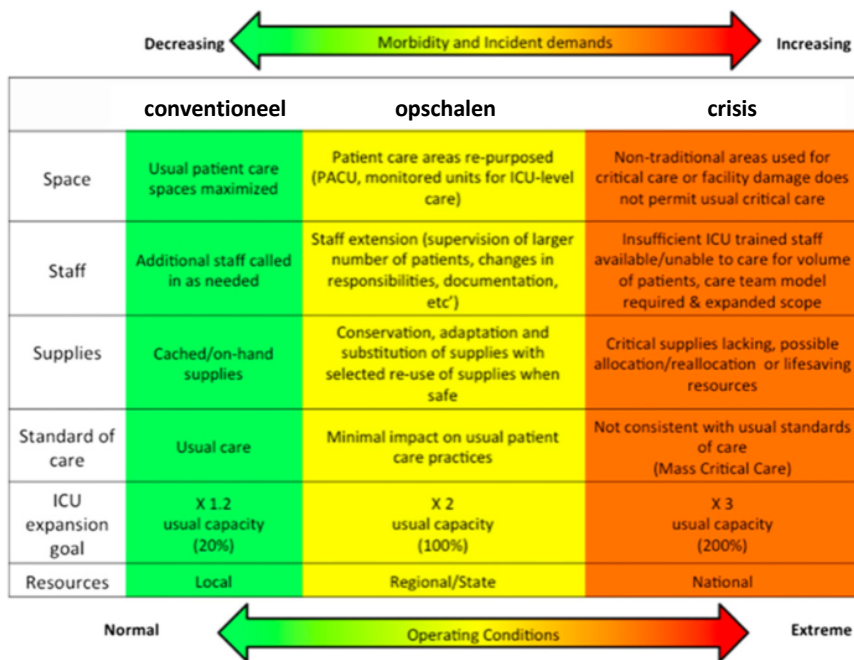 Decreasing Morbidity and Incident demands Increasing
conventioneel opschalen crisis
Space
Usual patient care
spaces maximized
Patient care areas re-purposed
(PACU, monitored units for ICU-level
care)
Non-traditional areas used for
critical care or facility damage does
not permit usual critical care
Staff
Additional staff called
in as needed
Staff extension (supervision of larger
number of patients, changes in
responsibilities, documentation,
etc')
Insufficient ICU trained staff
available/unable to care for volume
of patients, care team model
required & expanded scope
Supplies
Cached/on-hand
supplies
Conservation, adaptation and
substitution of supplies with
selected re-use of supplies when
safe
Critical supplies lacking, possible
allocation/reallocation or lifesaving
resources
Standard of
care
Usual care
Minimal impact on usual patient
care practices
Not consistent with usual standards
of care
(Mass Critical Care)
ICU
expansion
goal
X 1.2
usual capacity
(20%)
X 2
usual capacity
(100%)
X 3
usual capacity
(200%)
Resources
Local
Regional/State
National
Normal Operating Conditions Extreme